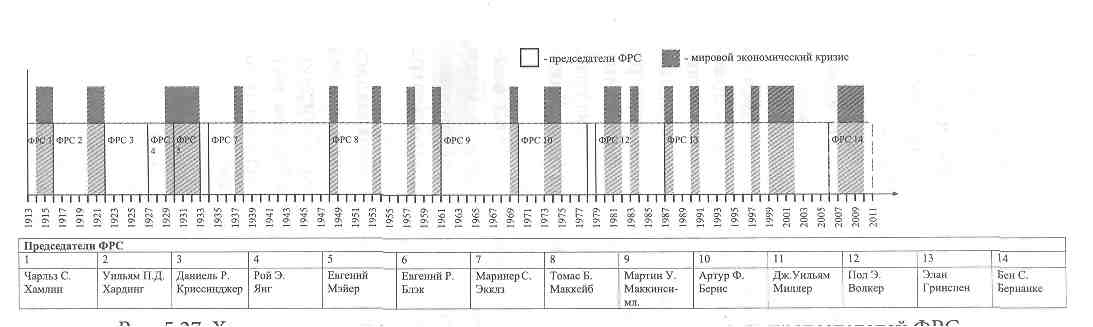 -председатели ФРС
- мировой экономический кризис
ФРС 1 ФРС 2 ФРС 3 ФРС ФРС ФРС 7 ФРС 8 ФРС 9 ФРС 10 ФРС 12 ФРС 13 ФРС 14
4
1913 1915 1917 1919 1921 1923 1925 1927 1929 1931 1933 1935 1937 1939 1941 1943 1945 1947 1949 1951 1953 1955 1957 1959 1961 1963 1965 1967 1969 1971 1973 1975 1977 1979 1981 1983 1985 1987 1989 1991 1993 1995 1997 1999 2001 2003 2005 2007 2009 2011
Председатели ФРС
1 2 3 4 5 6 7 8 9 10 11 12 13 14
Чарльз С. Уильям П.Д. Даниель Р. Рой Э. Евгений Евгений Р. Маринер С. Томас Б. Мартин У. Артур Ф. Дж.Уильям Пол Э. Элан Бен С.
Хамлин Хардинг Криссинджер Янг Мэйер Блэк Экклз Маккейб Маккинси- Бернс Миллер Волкер Гринспен Бернанке
мл.